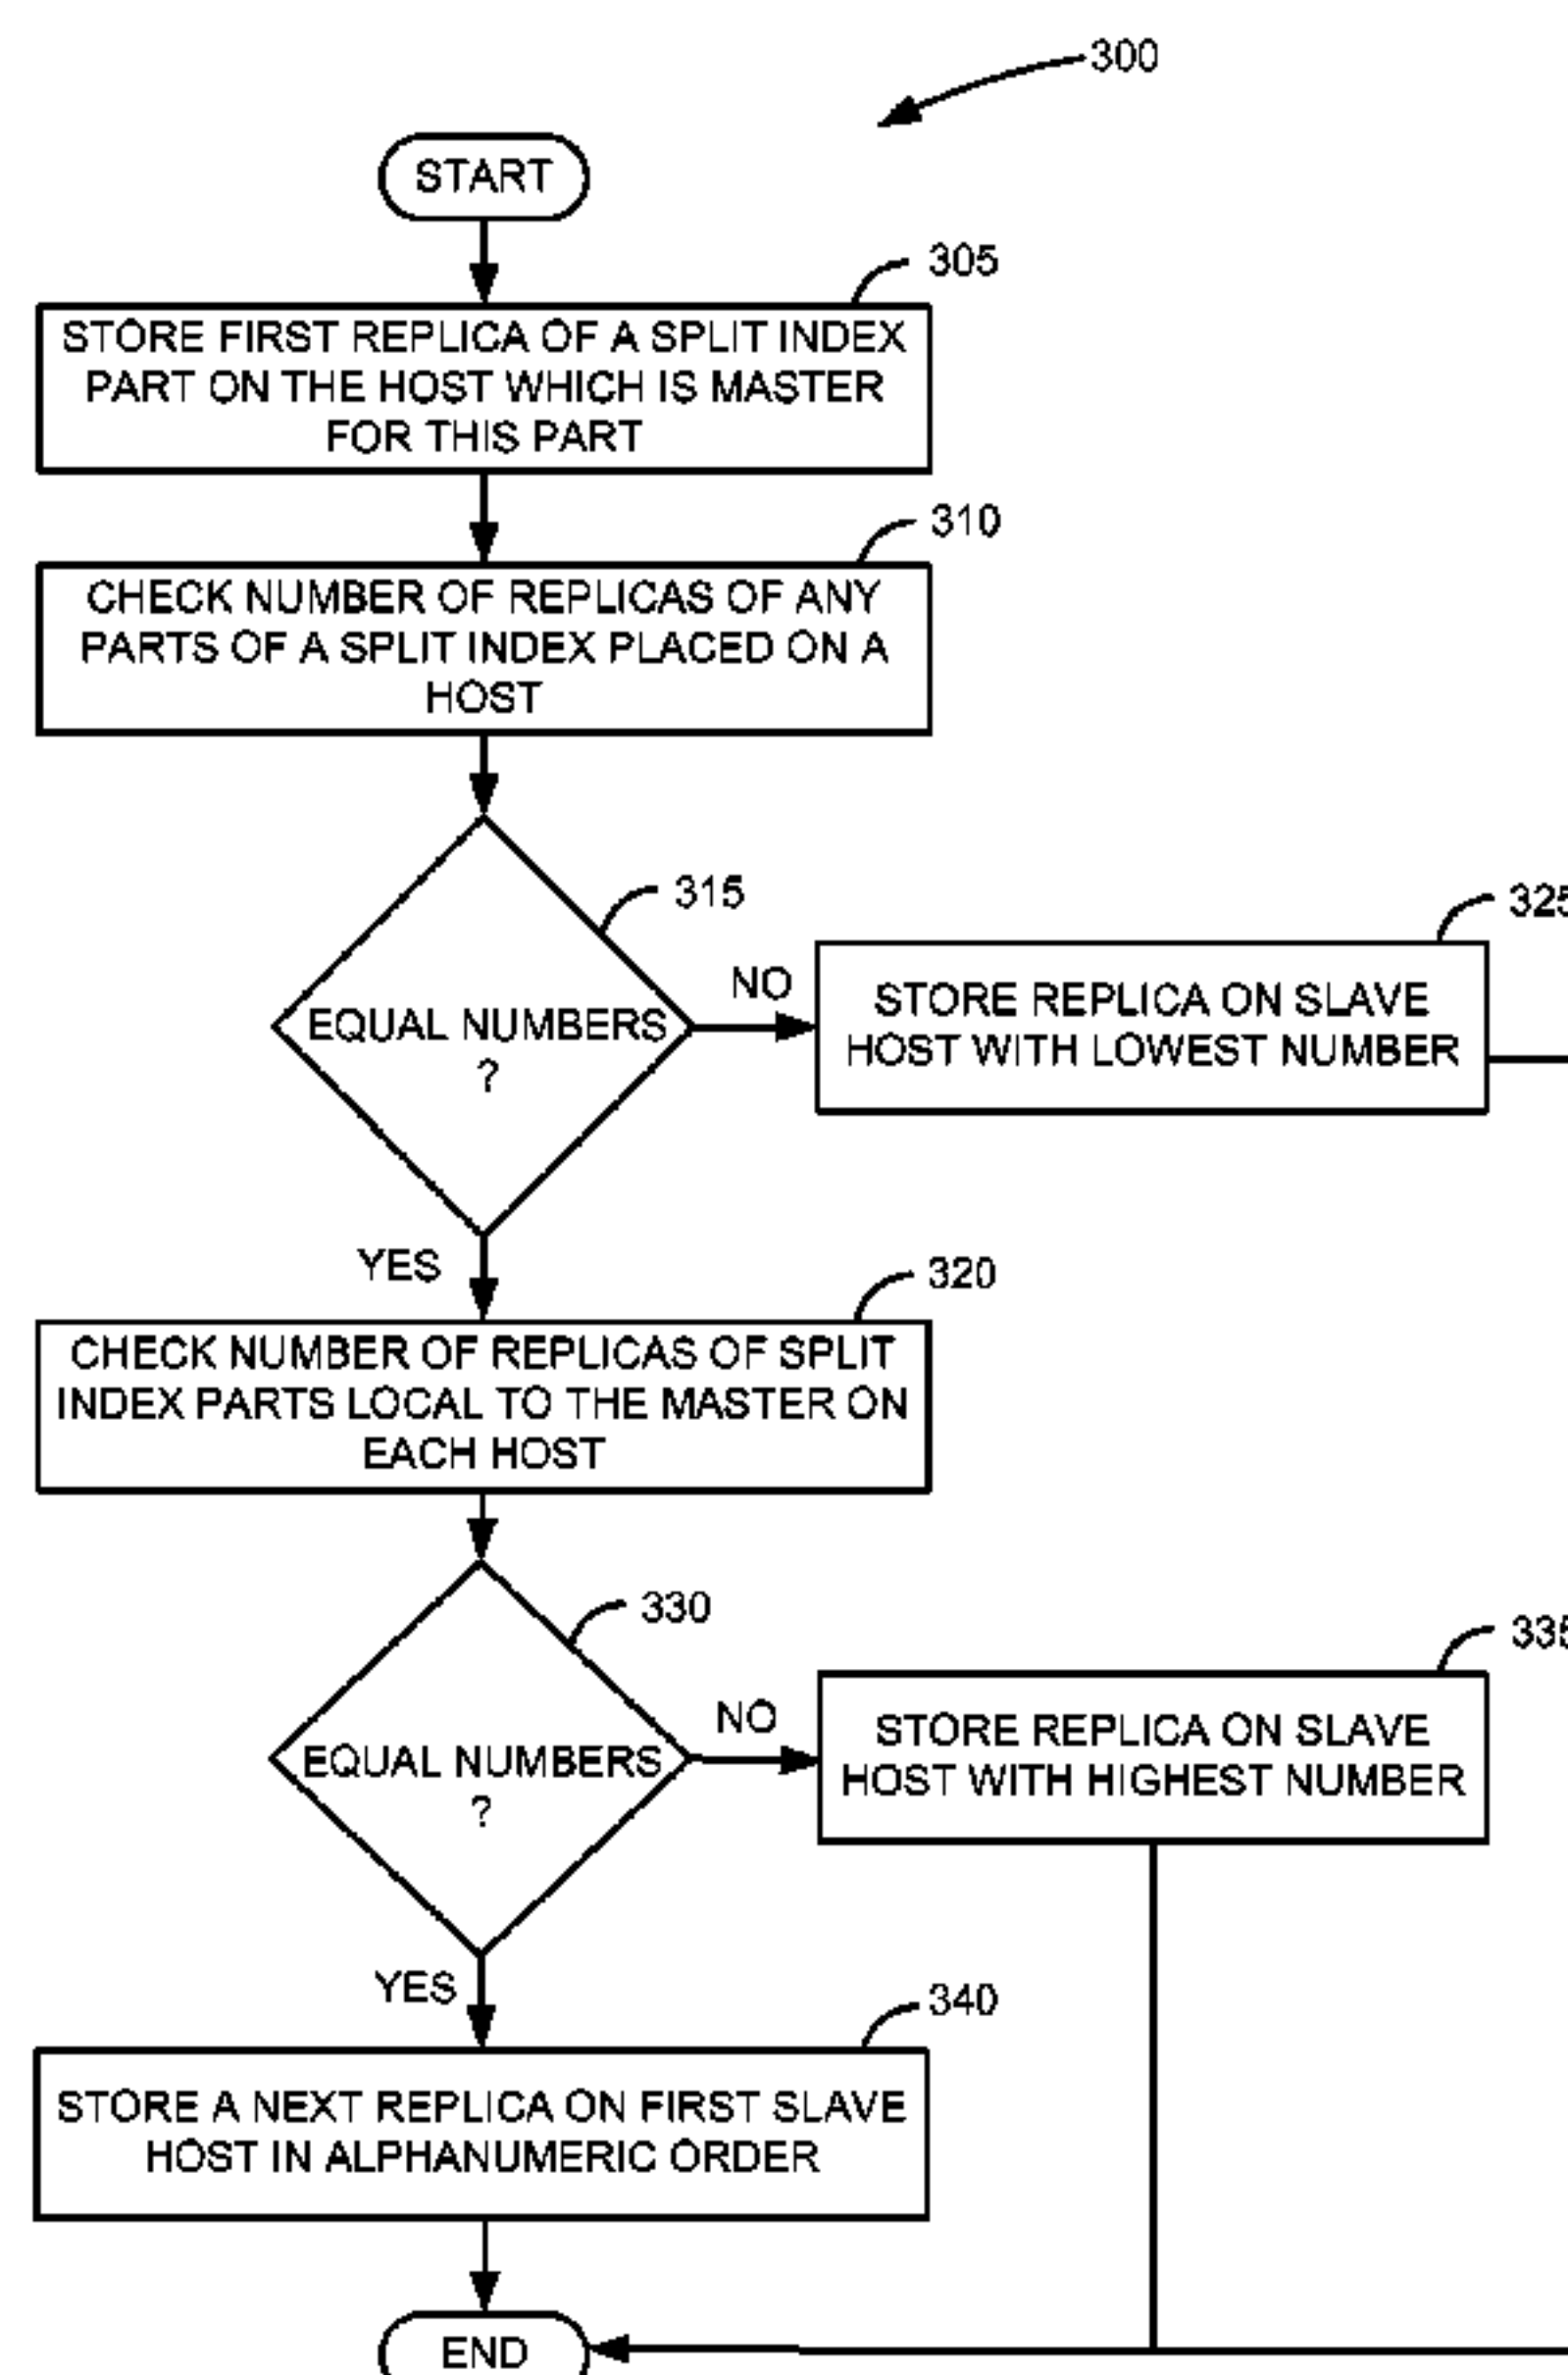 300
START
305
STORE FIRST REPLICA OF A SPLIT INDEX
PART ON THE HOST WHICH IS MASTER
FOR THIS PART
310
CHECK NUMBER OF REPLICAS OF ANY
PARTS OF A SPLIT INDEX PLACED ON A
HOST
315
EQUAL NUMBERS
?
NO
325
STORE REPLICA ON SLAVE
HOST WITH LOWEST NUMBER
YES
320
CHECK NUMBER OF REPLICAS OF SPLIT
INDEX PARTS LOCAL TO THE MASTER ON
EACH HOST
330
EQUAL NUMBERS
?
NO
335
STORE REPLICA ON SLAVE
HOST WITH HIGHEST NUMBER
YES
340
STORE A NEXT REPLICA ON FIRST SLAVE
HOST IN ALPHANUMERIC ORDER
END